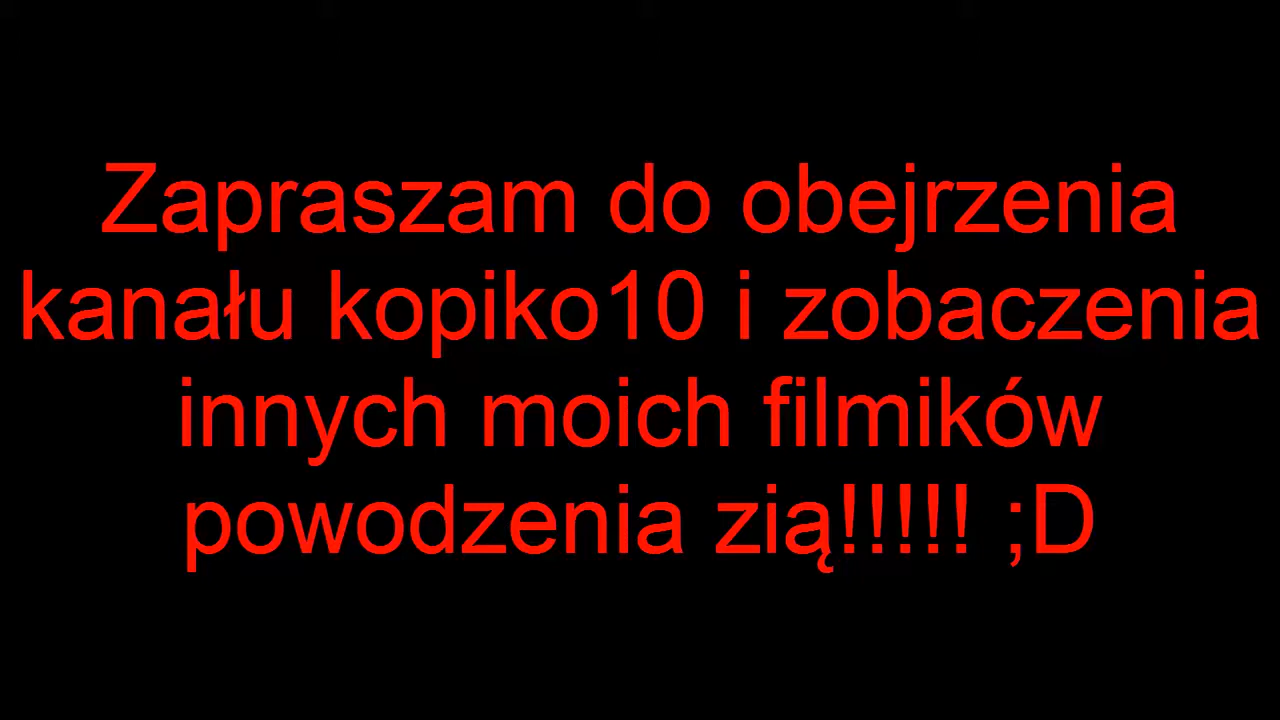 Zapraszam do obejrzenia
kanału kopiko10 i zobaczenia
innych moich filmików
powodzenia zią!!!!! ;D